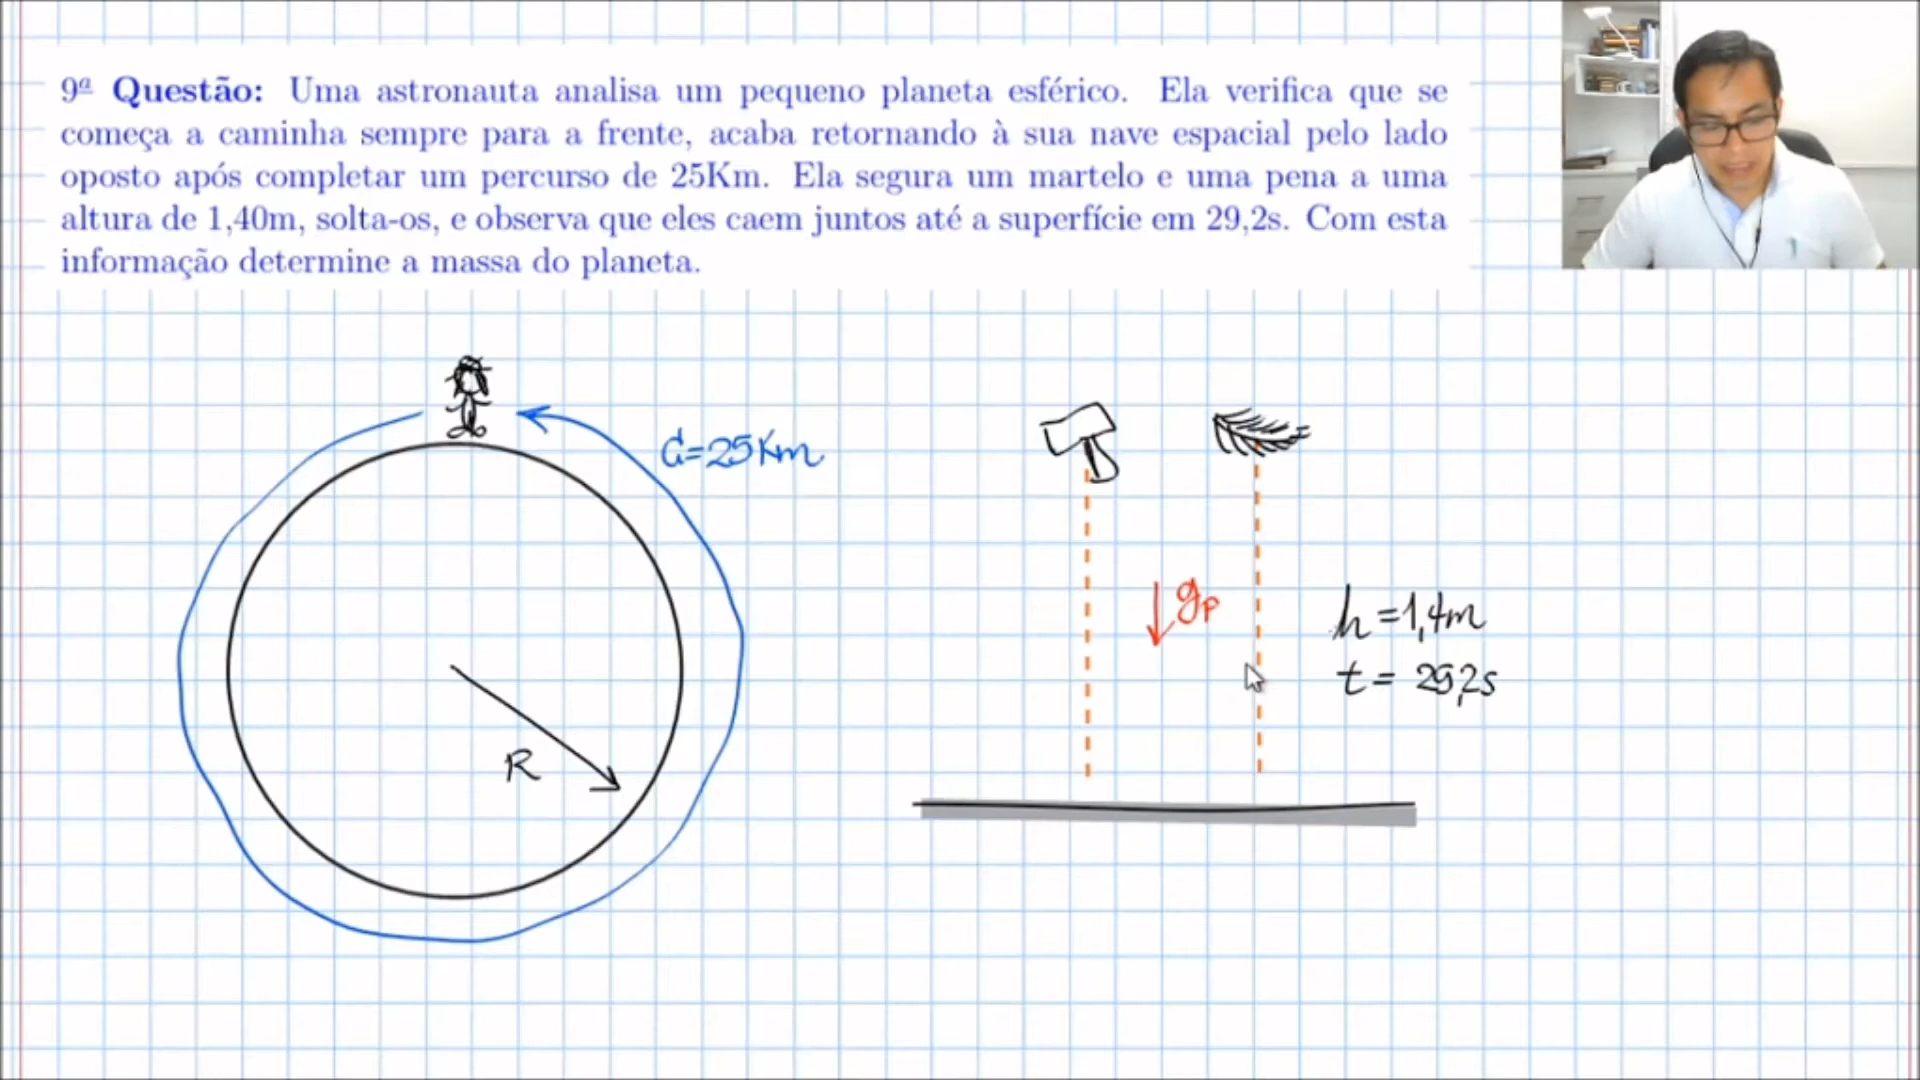 9ª Questão: Uma astronauta analisa um pequeno planeta esférico. Ela verifica que se
começa a caminha sempre para a frente, acaba retornando à sua nave espacial pelo lado
oposto após completar um percurso de 25Km. Ela segura um martelo e uma pena a uma
altura de 1,40m, solta-os, e observa que eles caem juntos até a superfície em 29,2s. Com esta
informação determine a massa do planeta.
C=25Km
gp
h=1,4m
t= 29,2s
R